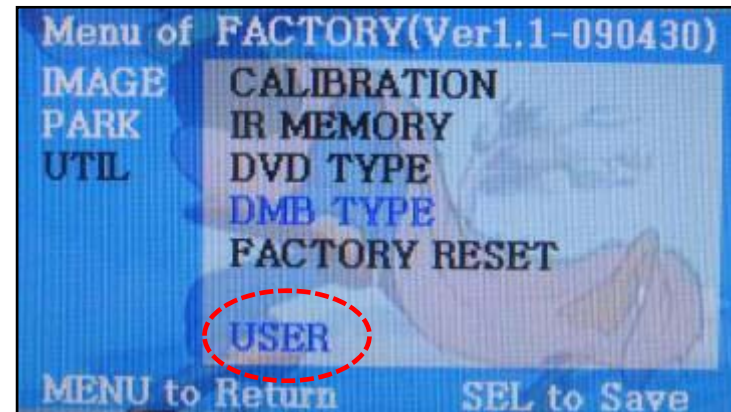 Menu of FACTORY(Ver1.1-090430)
IMAGE CALIBRATION
PARK IR MEMORY
UTIL DVD TYPE
DMB TYPE
FACTORY RESET
USER
MENU to Return SEL to Save